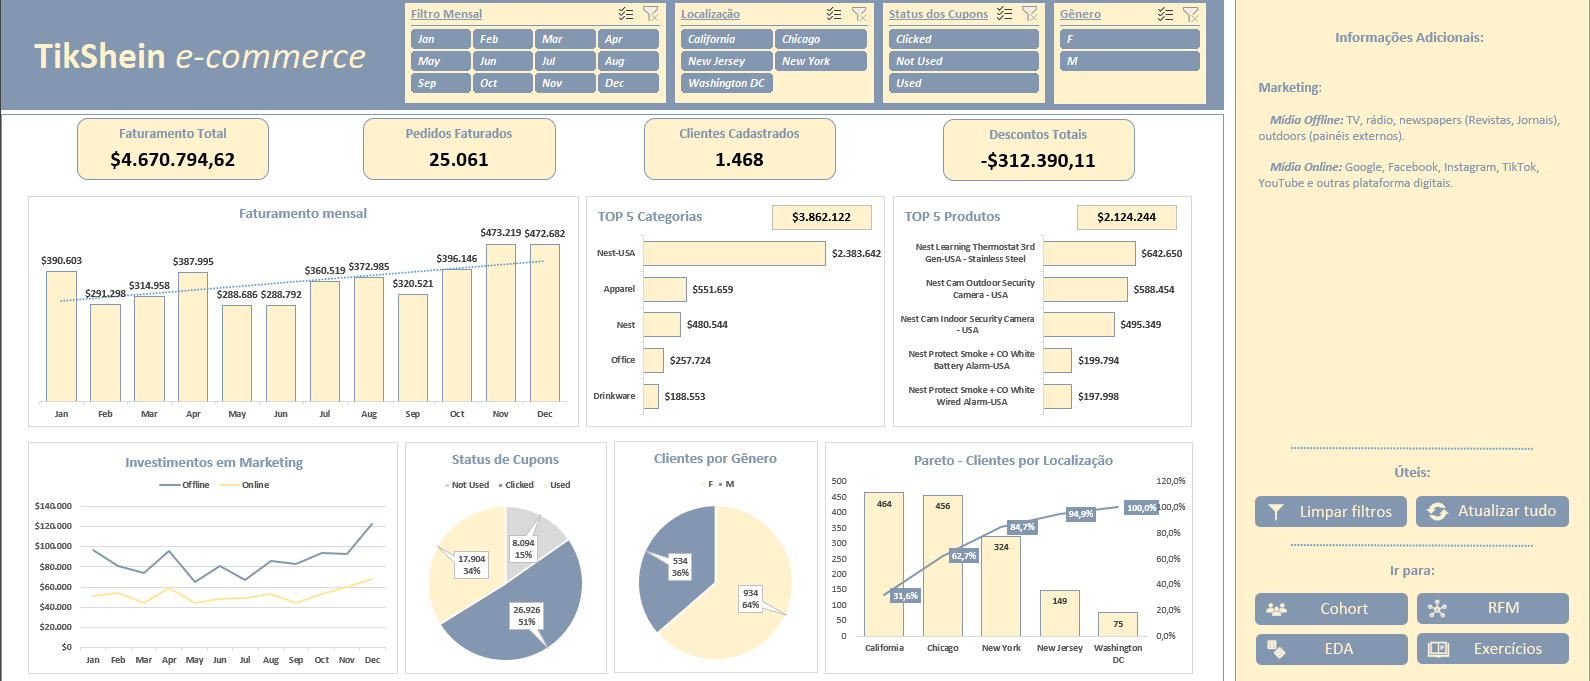 TikShein e-commerce
Filtro Mensal
Jan Feb Mar Apr
May Jun Jul Aug
Sep Oct Nov Dec
Localização
California Chicago
New Jersey New York
Washington DC
Status dos Cupons
Clicked
Not Used
Used
Gênero
F
M
Faturamento Total
$4.670.794,62
Pedidos Faturados
25.061
Clientes Cadastrados
1.468
Descontos Totais
-$312.390,11
Faturamento mensal
$390.603 $291.298 $314.958 $387.995 $288.686 $288.792 $360.519 $372.985 $320.521 $396.146 $473.219 $472.682
Jan Feb Mar Apr May Jun Jul Aug Sep Oct Nov Dec
TOP 5 Categorias
$3.862.122
Nest-USA $2.383.642
Apparel $551.659
Nest $480.544
Office $257.724
Drinkware $188.553
TOP 5 Produtos
$2.124.244
Nest Learning Thermostat 3rd
Gen-USA - Stainless Steel
$642.650
Nest Cam Outdoor Security
Camera - USA
$588.454
Nest Cam Indoor Security Camera
- USA
$495.349
Nest Protect Smoke + CO White
Battery Alarm-USA
$199.794
Nest Protect Smoke + CO White
Wired Alarm-USA
$197.998
Investimentos em Marketing
Offline Online
$140.000
$120.000
$100.000
$80.000
$60.000
$40.000
$20.000
$0
Jan Feb Mar Apr May Jun Jul Aug Sep Oct Nov Dec
Status de Cupons
Not Used Clicked Used
8.094
15%
17.904
34%
26.926
51%
Clientes por Gênero
F M
534
36%
934
64%
Pareto - Clientes por Localização
500
450
400
350
300
250
200
150
100
50
0
464 456 324 149 75
31,6% 62,7% 84,7% 94,9% 100,0%
120,0%
100,0%
80,0%
60,0%
40,0%
20,0%
0,0%
California Chicago New York New Jersey Washington
DC
Informações Adicionais:
Marketing:
Mídia Offline: TV, rádio, newspapers (Revistas, Jornais),
outdoors (painéis externos).
Mídia Online: Google, Facebook, Instagram, TikTok,
YouTube e outras plataforma digitais.
Úteis:
Limpar filtros
Atualizar tudo
Ir para:
Cohort
RFM
EDA
Exercícios